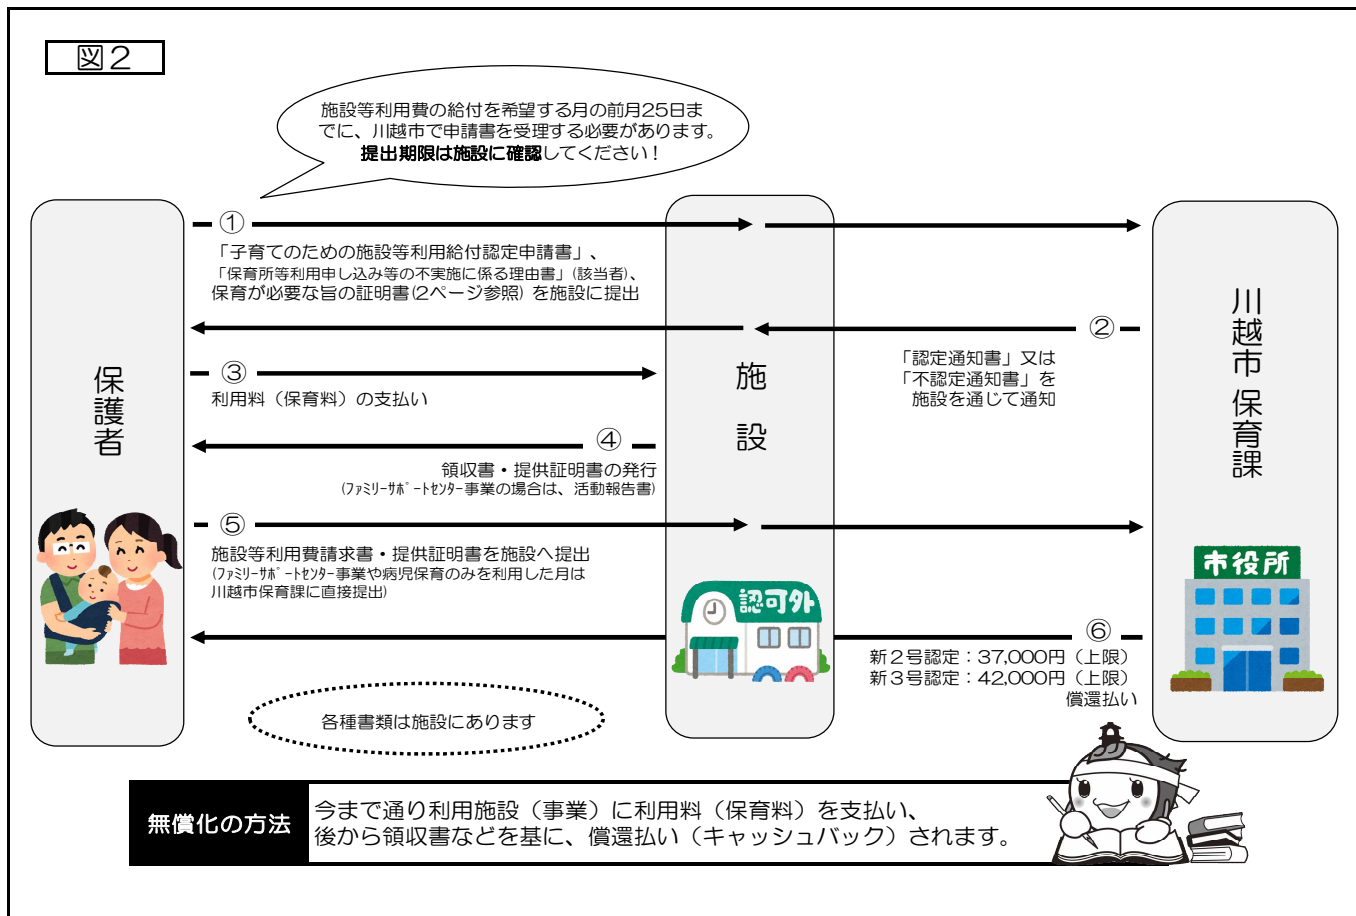 図2
施設等利用費の給付を希望する月の前月25日ま
でに、川越市で申請書を受理する必要があります。
提出期限は施設に確認してください！
①
「子育てのための施設等利用給付認定申請書」、
「保育所等利用申し込み等の不実施に係る理由書」(該当者)、
保育が必要な旨の証明書(2ページ参照) を施設に提出
②
「認定通知書」又は
「不認定通知書」を
施設を通じて通知
③
利用料（保育料）の支払い
④
領収書・提供証明書の発行
(ﾌｧﾐﾘｰｻﾎﾟｰﾄｾﾝﾀｰ事業の場合は、活動報告書)
⑤
施設等利用費請求書・提供証明書を施設へ提出
(ﾌｧﾐﾘｰｻﾎﾟｰﾄｾﾝﾀｰ事業や病児保育のみを利用した月は
川越市保育課に直接提出)
⑥
新２号認定：37,000円（上限）
新３号認定：42,000円（上限）
償還払い
保護者
施設
川越市 保育課
認可外
市役所
各種書類は施設にあります
無償化の方法
今まで通り利用施設（事業）に利用料（保育料）を支払い、
後から領収書などを基に、償還払い（キャッシュバック）されます。